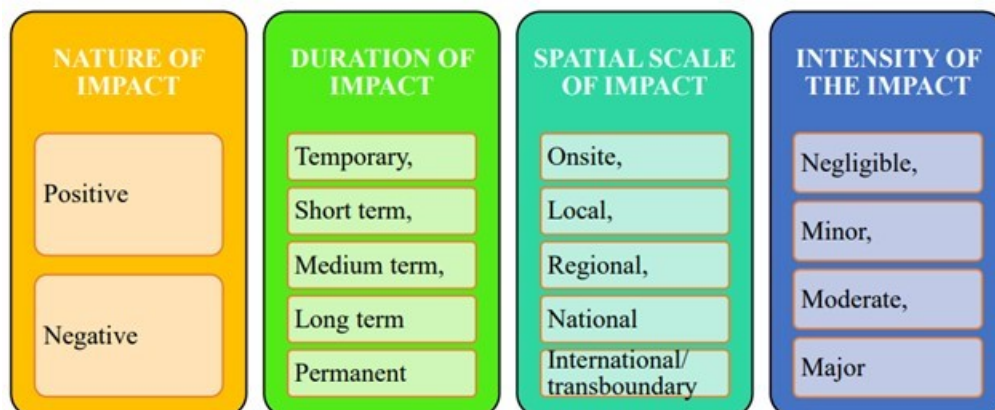 NATURE OF
IMPACT
Positive
Negative
DURATION OF
IMPACT
Temporary,
Short term,
Medium term,
Long term
Permanent
SPATIAL SCALE
OF IMPACT
Onsite,
Local,
Regional,
National
International/
transboundary
INTENSITY OF
THE IMPACT
Negligible,
Minor,
Moderate,
Major